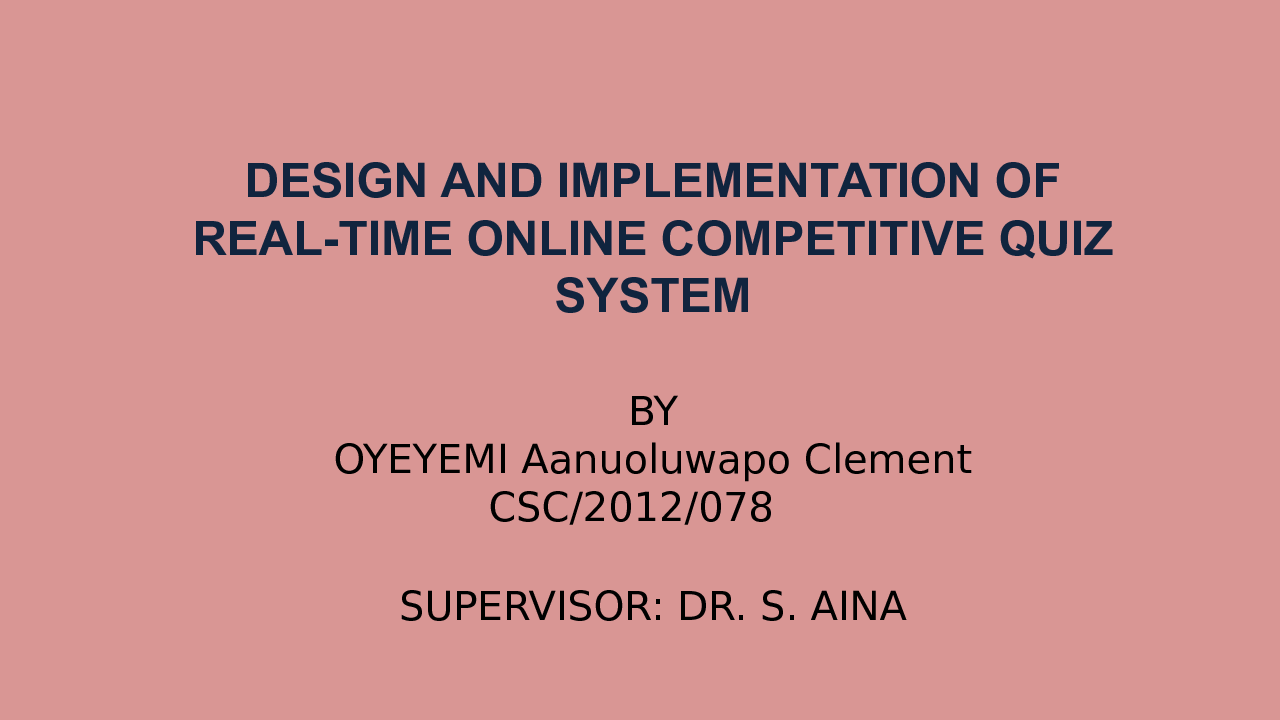 DESIGN AND IMPLEMENTATION OF
REAL-TIME ONLINE COMPETITIVE QUIZ
SYSTEM
BY
OYEYEMI Aanuoluwapo Clement
CSC/2012/078
SUPERVISOR: DR. S. AINA